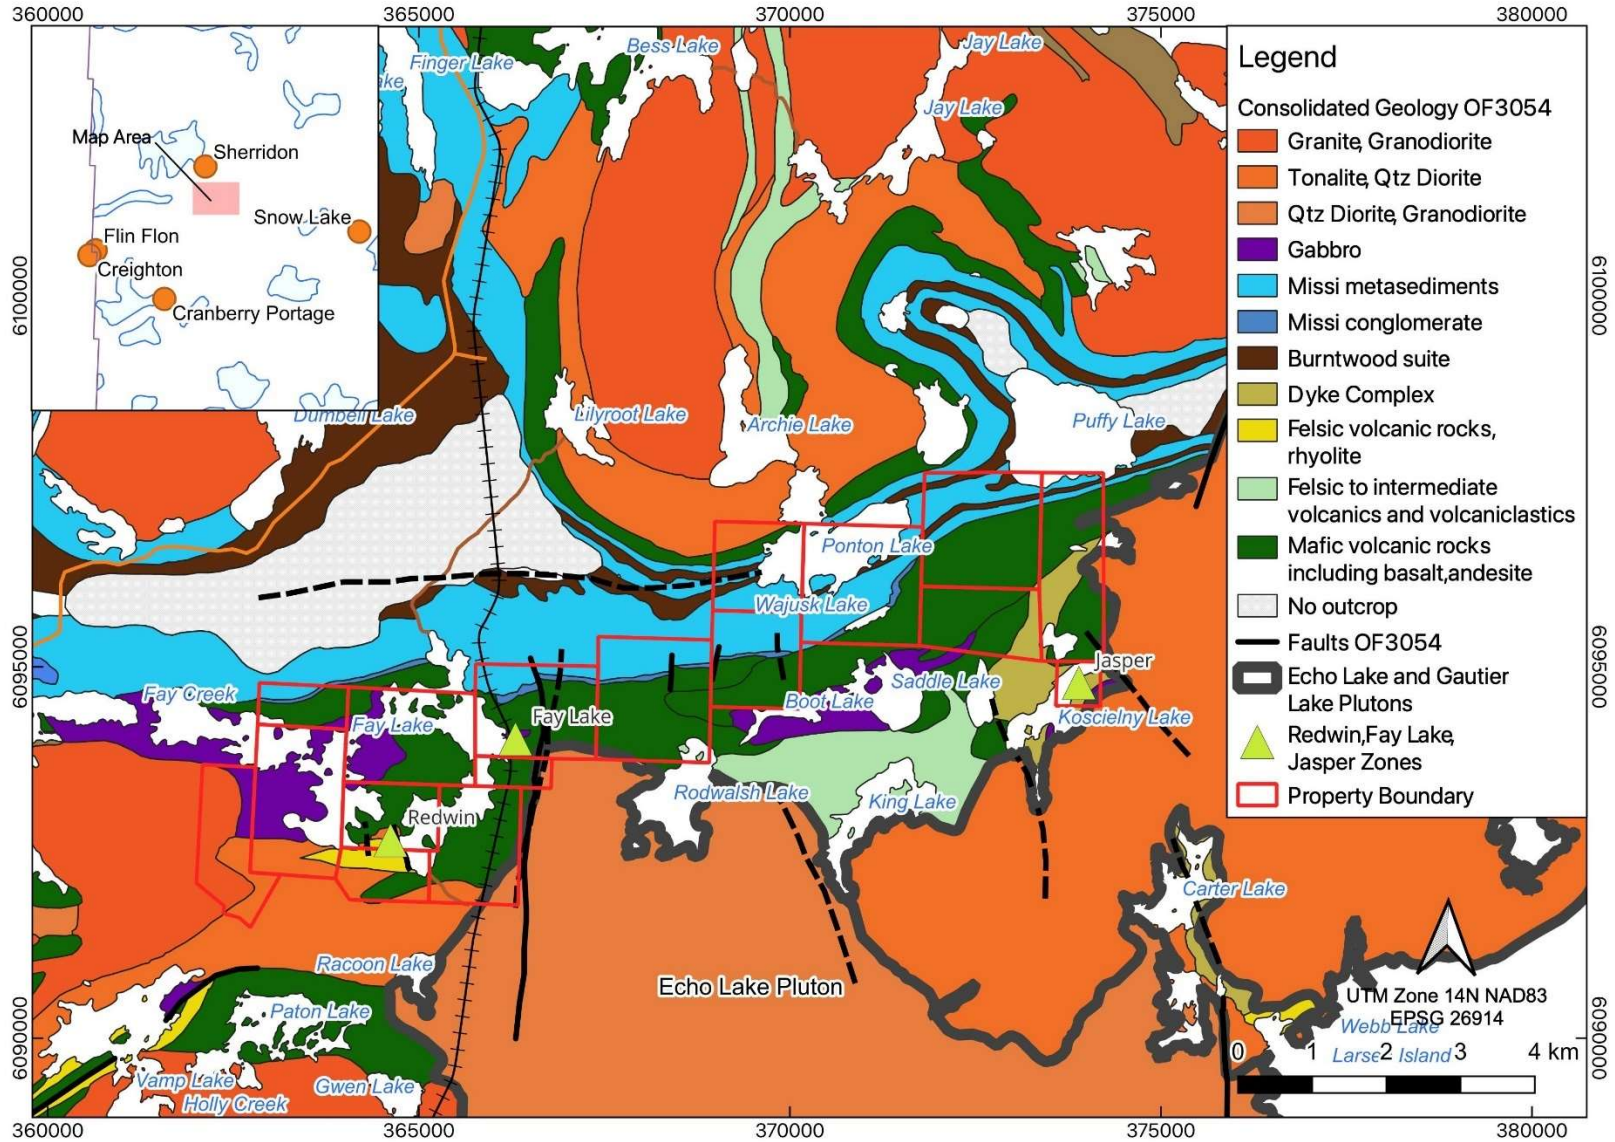 360000
365000
370000
375000
380000
Finger Lake
ke
Bess Lake
Jay Lake
Jay Lake
Map Area
Sherridon
Snow Lake
Flin Flon
Creighton
Cranberry Portage
6100000
6100000
Dumbell Lake
Lilyroot Lake
Archie Lake
Puffy Lake
Ponton Lake
Wajusk Lake
6095000
6095000
Fay Creek
Fay Lake
Fay Lake
Boot Lake
Saddle Lake
Jasper
Koscielny Lake
Rodwalsh Lake
King Lake
Redwin
Carter Lake
Racoon Lake
Echo Lake Pluton
Paton Lake
6090000
6090000
Vamp Lake
Holly Creek
Gwen Lake
Legend
Consolidated Geology OF3054
Granite, Granodiorite
Tonalite, Qtz Diorite
Qtz Diorite, Granodiorite
Gabbro
Missi metasediments
Missi conglomerate
Burntwood suite
Dyke Complex
Felsic volcanic rocks,
rhyolite
Felsic to intermediate
volcanics and volcaniclastics
Mafic volcanic rocks
including basalt,andesite
No outcrop
Faults OF3054
Echo Lake and Gautier
Lake Plutons
Redwin,Fay Lake,
Jasper Zones
Property Boundary
UTM Zone 14N NAD83
EPSG 26914
Webb Lake
Larse Island
0 1 2 3 4 km
360000
365000
370000
375000
380000